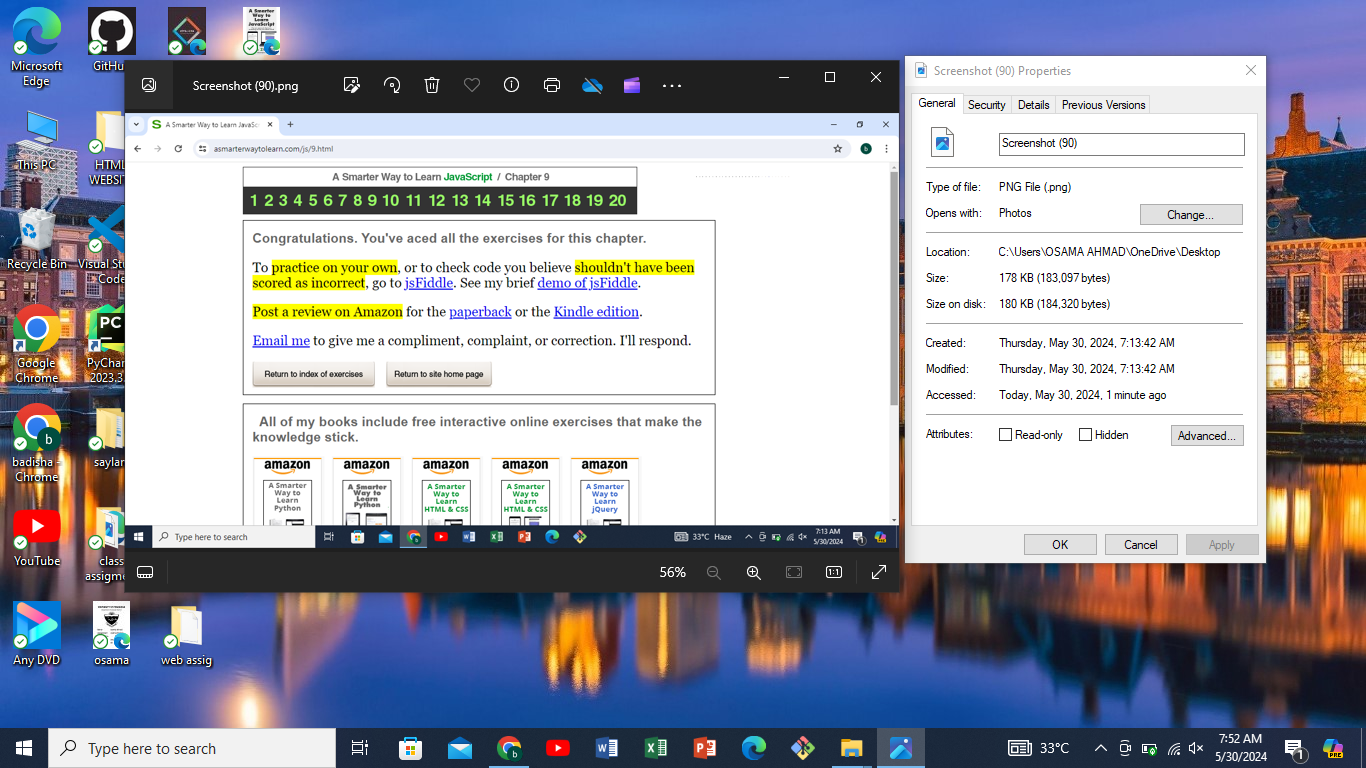 Microsoft
Edge
GitHu
This PC
HTML
WEBSI
Recycle Bin
Visual Stu
Code
Google
Chrome
PyChar
2023.3.
badisha -
Chrome
saylar
YouTube
class
assigme
Any DVD
osama
web assig
Screenshot (90).png
A Smarter Way to Learn JavaSc
asmarterwaytolearn.com/js/9.html
b
A Smarter Way to Learn JavaScript / Chapter 9
1 2 3 4 5 6 7 8 9 10 11 12 13 14 15 16 17 18 19 20
Congratulations. You've aced all the exercises for this chapter.
To practice on your own, or to check code you believe shouldn't have been
scored as incorrect, go to jsFiddle. See my brief demo of jsFiddle.
Post a review on Amazon for the paperback or the Kindle edition.
Email me to give me a compliment, complaint, or correction. I'll respond.
Return to index of exercises
Return to site home page
All of my books include free interactive online exercises that make the
knowledge stick.
amazon amazon amazon amazon amazon
A Smarter
Way to
Learn
Python
A Smarter
Way to
Learn
Python
A Smarter
Way to
Learn
HTML & CSS
A Smarter
Way to
Learn
HTML & CSS
A Smarter
Way to
Learn
jQuery
Type here to search
33°C Haze
7:13 AM
5/30/2024
1
56%
1:1
Screenshot (90) Properties
General Security Details Previous Versions
Screenshot (90)
Type of file: PNG File (.png)
Opens with: Photos
Change...
Location: C:\Users\OSAMA AHMAD\OneDrive\Desktop
Size: 178 KB (183,097 bytes)
Size on disk: 180 KB (184,320 bytes)
Created: Thursday, May 30, 2024, 7:13:42 AM
Modified: Thursday, May 30, 2024, 7:13:42 AM
Accessed: Today, May 30, 2024, 1 minute ago
Attributes: Read-only Hidden Advanced...
OK Cancel Apply
Type here to search
33°C
7:52 AM
5/30/2024
1